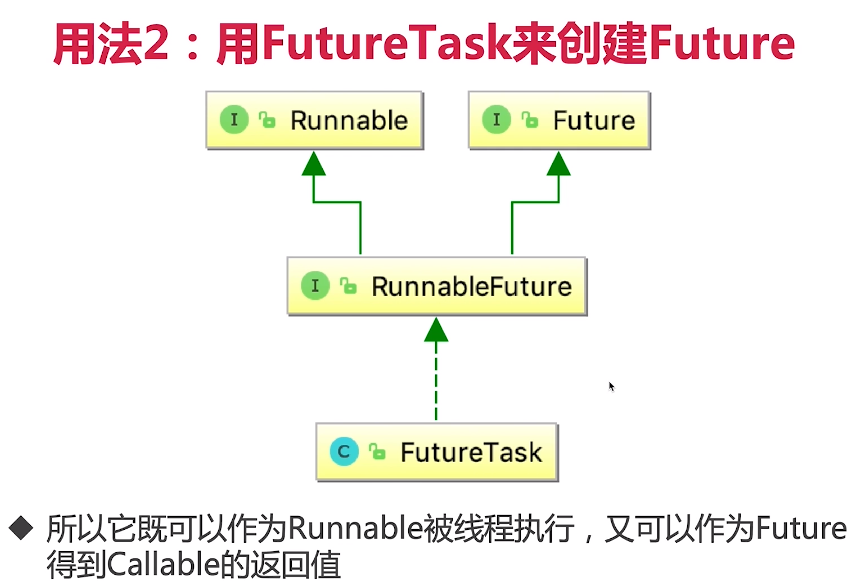 用法2：用FutureTask来创建Future
I Runnable
I Future
I RunnableFuture
C FutureTask
所以它既可以作为Runnable被线程执行，又可以作为Future
得到Callable的返回值